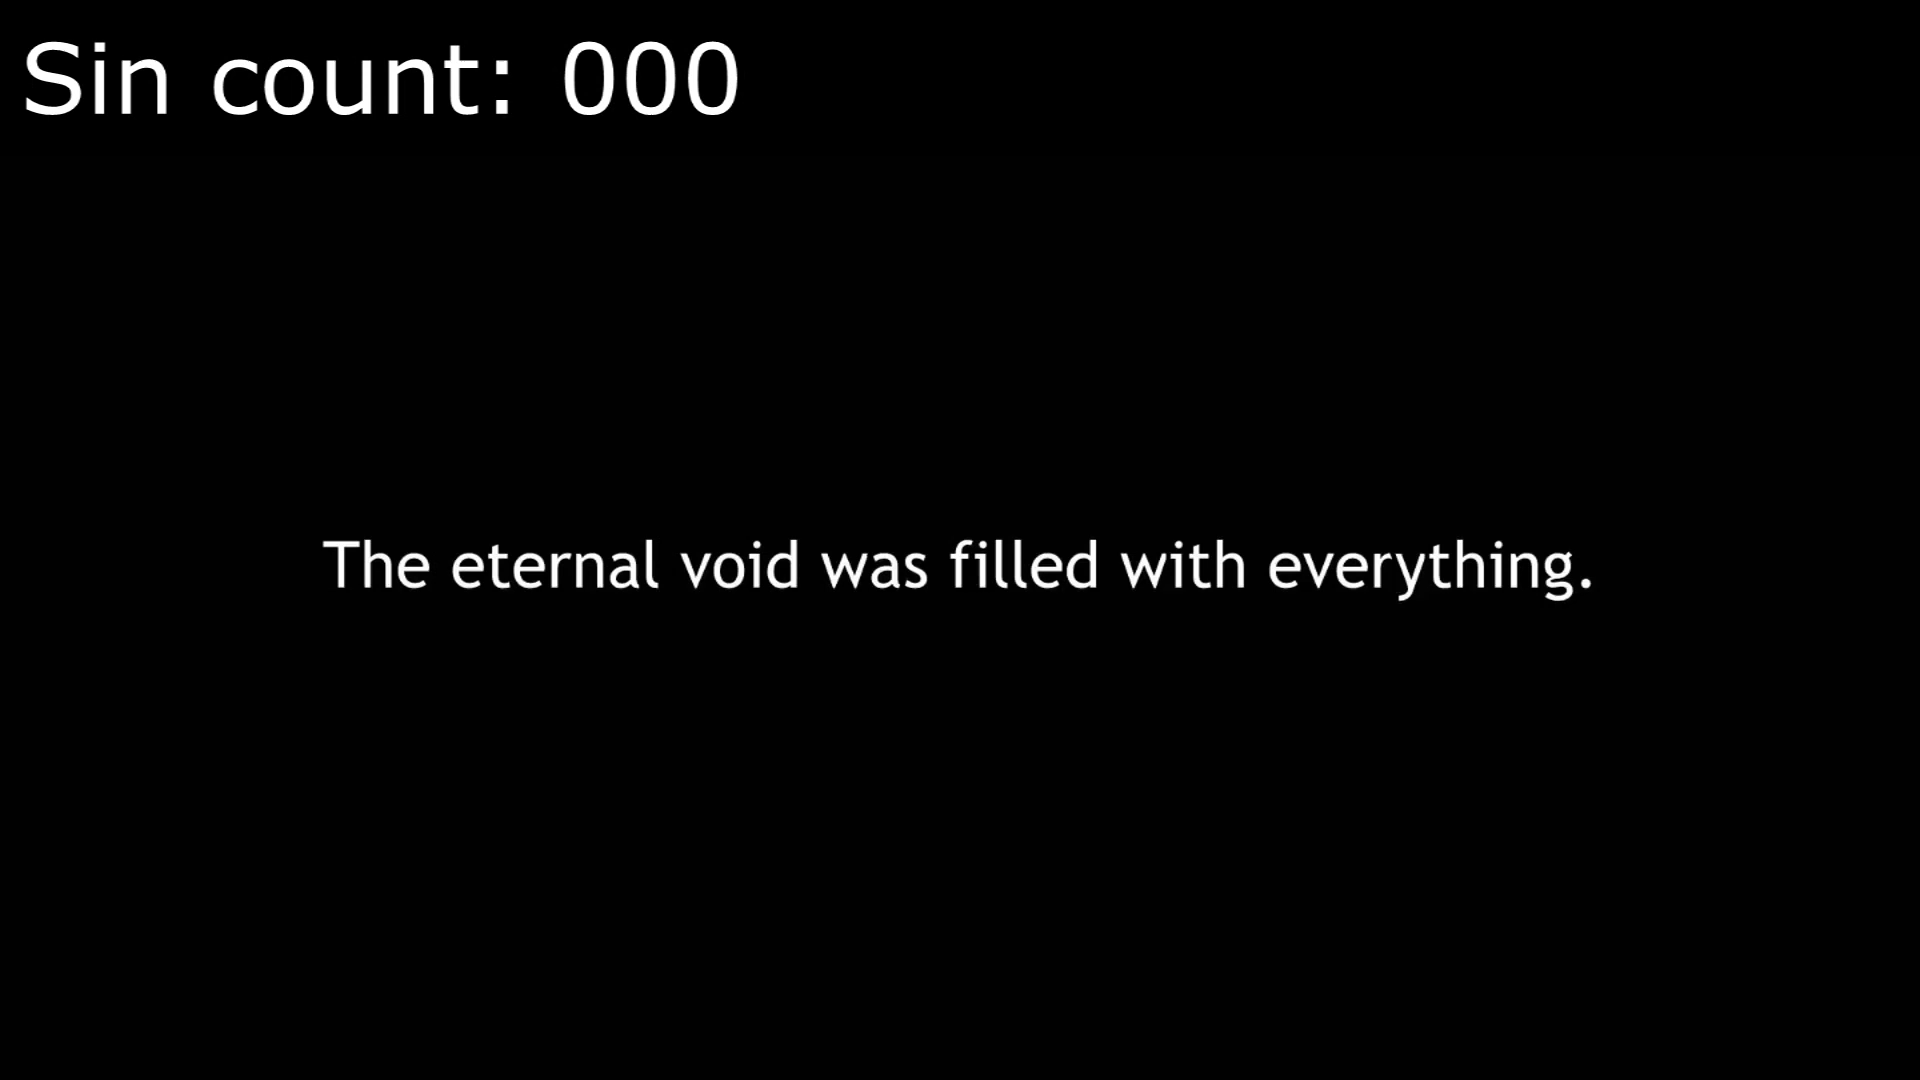 Sin count: 000
The eternal void was filled with everything.